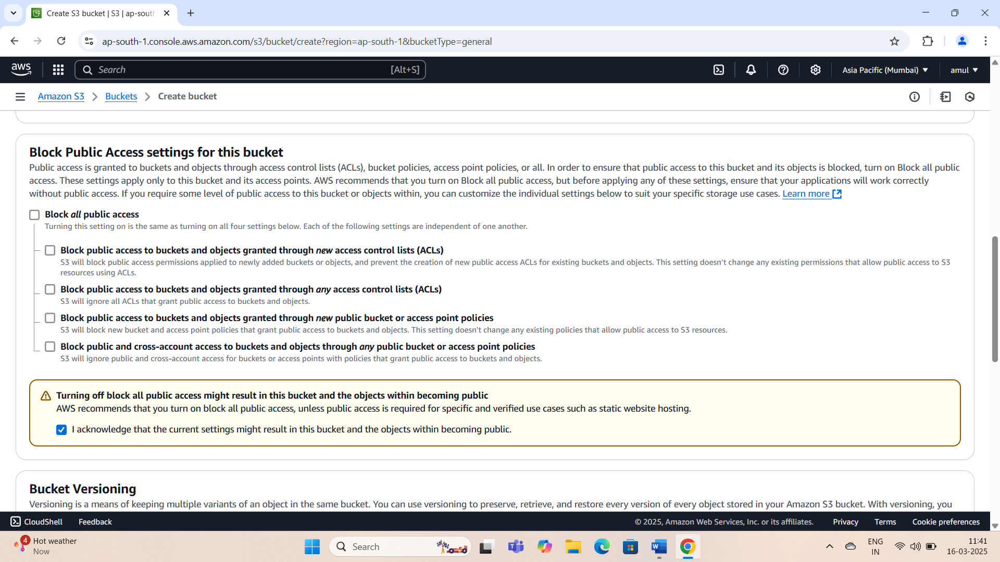 Create S3 bucket | S3 | ap-sout
ap-south-1.console.aws.amazon.com/s3/bucket/create?region=ap-south-1&bucketType=general
aws
Search
[Alt+S]
Asia Pacific (Mumbai)
amul
Amazon S3
Buckets
Create bucket
Block Public Access settings for this bucket
Public access is granted to buckets and objects through access control lists (ACLs), bucket policies, access point policies, or all. In order to ensure that public access to this bucket and its objects is blocked, turn on Block all public
access. These settings apply only to this bucket and its access points. AWS recommends that you turn on Block all public access, but before applying any of these settings, ensure that your applications will work correctly
without public access. If you require some level of public access to this bucket or objects within, you can customize the individual settings below to suit your specific storage use cases. Learn more
Block all public access
Turning this setting on is the same as turning on all four settings below. Each of the following settings are independent of one another.
Block public access to buckets and objects granted through new access control lists (ACLs)
S3 will block public access permissions applied to newly added buckets or objects, and prevent the creation of new public access ACLs for existing buckets and objects. This setting doesn’t change any existing permissions that allow public access to S3
resources using ACLs.
Block public access to buckets and objects granted through any access control lists (ACLs)
S3 will ignore all ACLs that grant public access to buckets and objects.
Block public access to buckets and objects granted through new public bucket or access point policies
S3 will block new bucket and access point policies that grant public access to buckets and objects. This setting doesn't change any existing policies that allow public access to S3 resources.
Block public and cross-account access to buckets and objects through any public bucket or access point policies
S3 will ignore public and cross-account access for buckets or access points with policies that grant public access to buckets and objects.
Turning off block all public access might result in this bucket and the objects within becoming public
AWS recommends that you turn on block all public access, unless public access is required for specific and verified use cases such as static website hosting.
I acknowledge that the current settings might result in this bucket and the objects within becoming public.
Bucket Versioning
Versioning is a means of keeping multiple variants of an object in the same bucket. You can use versioning to preserve, retrieve, and restore every version of every object stored in your Amazon S3 bucket. With versioning, you
CloudShell
Feedback
© 2025, Amazon Web Services, Inc. or its affiliates.
Privacy
Terms
Cookie preferences
4
Hot weather
Now
Search
ENG
IN
11:41
16-03-2025